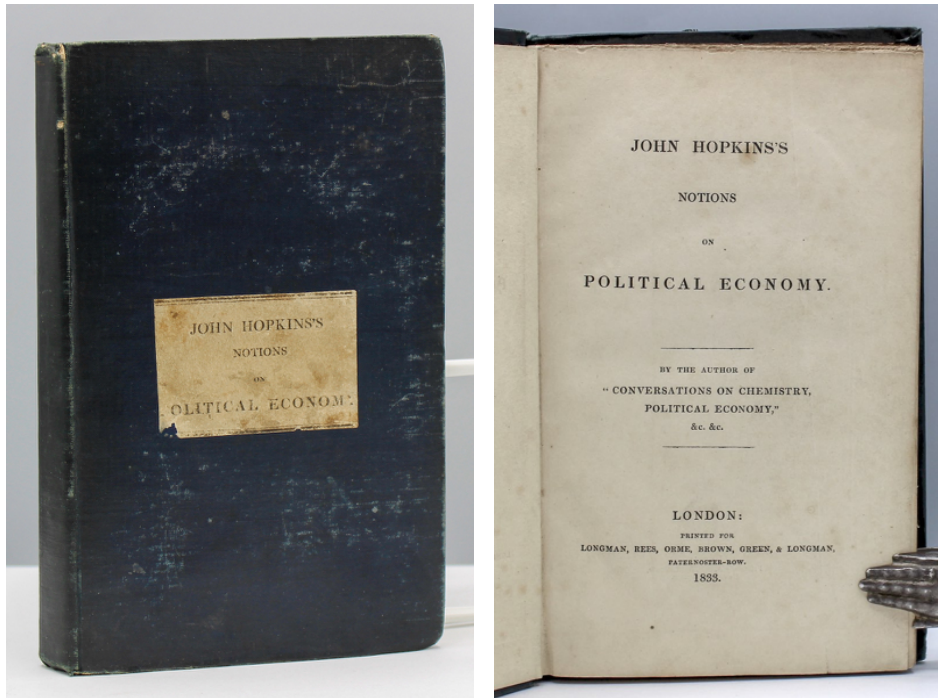 JOHN HOPKINS'S
NOTIONS
ON
OLITICAL ECONOMY.
JOHN HOPKINS'S
NOTIONS
ON
POLITICAL ECONOMY.
BY THE AUTHOR OF
“CONVERSATIONS ON CHEMISTRY,
POLITICAL ECONOMY,”
&c. &c.
LONDON:
PRINTED FOR
LONGMAN, REES, ORME, BROWN, GREEN, & LONGMAN,
PATERNOSTER-ROW.
1833.